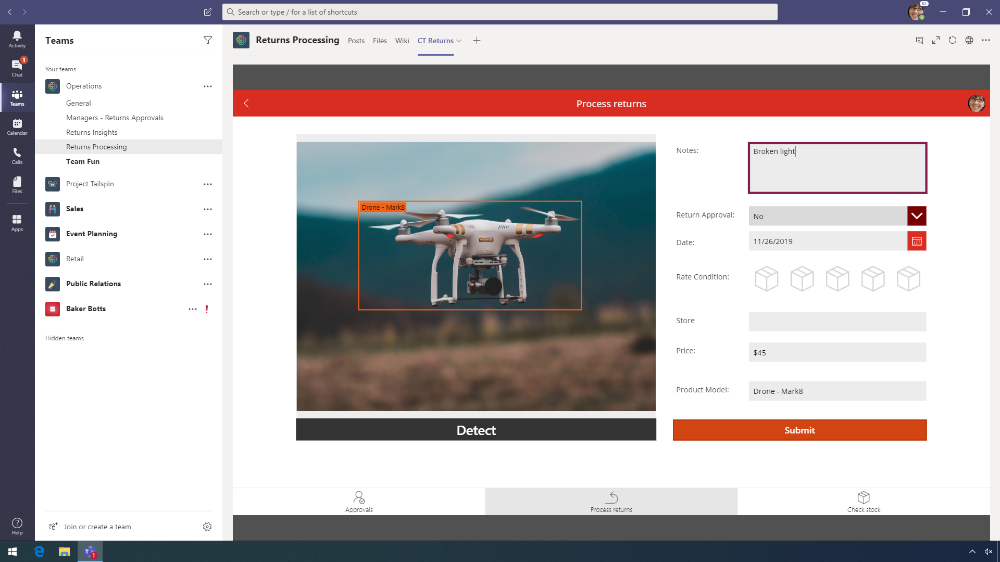 Search or type / for a list of shortcuts
R2
Activity
Chat
1
Teams
Calendar
Calls
Files
Apps
Help
Teams
Your teams
Operations
General
Managers - Returns Approvals
Returns Insights
Returns Processing
Team Fun
Project Tailspin
Sales
Event Planning
Retail
Public Relations
Baker Botts
Hidden teams
Join or create a team
Returns Processing
Posts
Files
Wiki
CT Returns
Process returns
Drone - Mark8
Detect
Notes:
Broken light
Return Approval:
No
Date:
11/26/2019
Rate Condition:
Store
Price:
$45
Product Model:
Drone - Mark8
Submit
Approvals
Process returns
Check stock
T
1